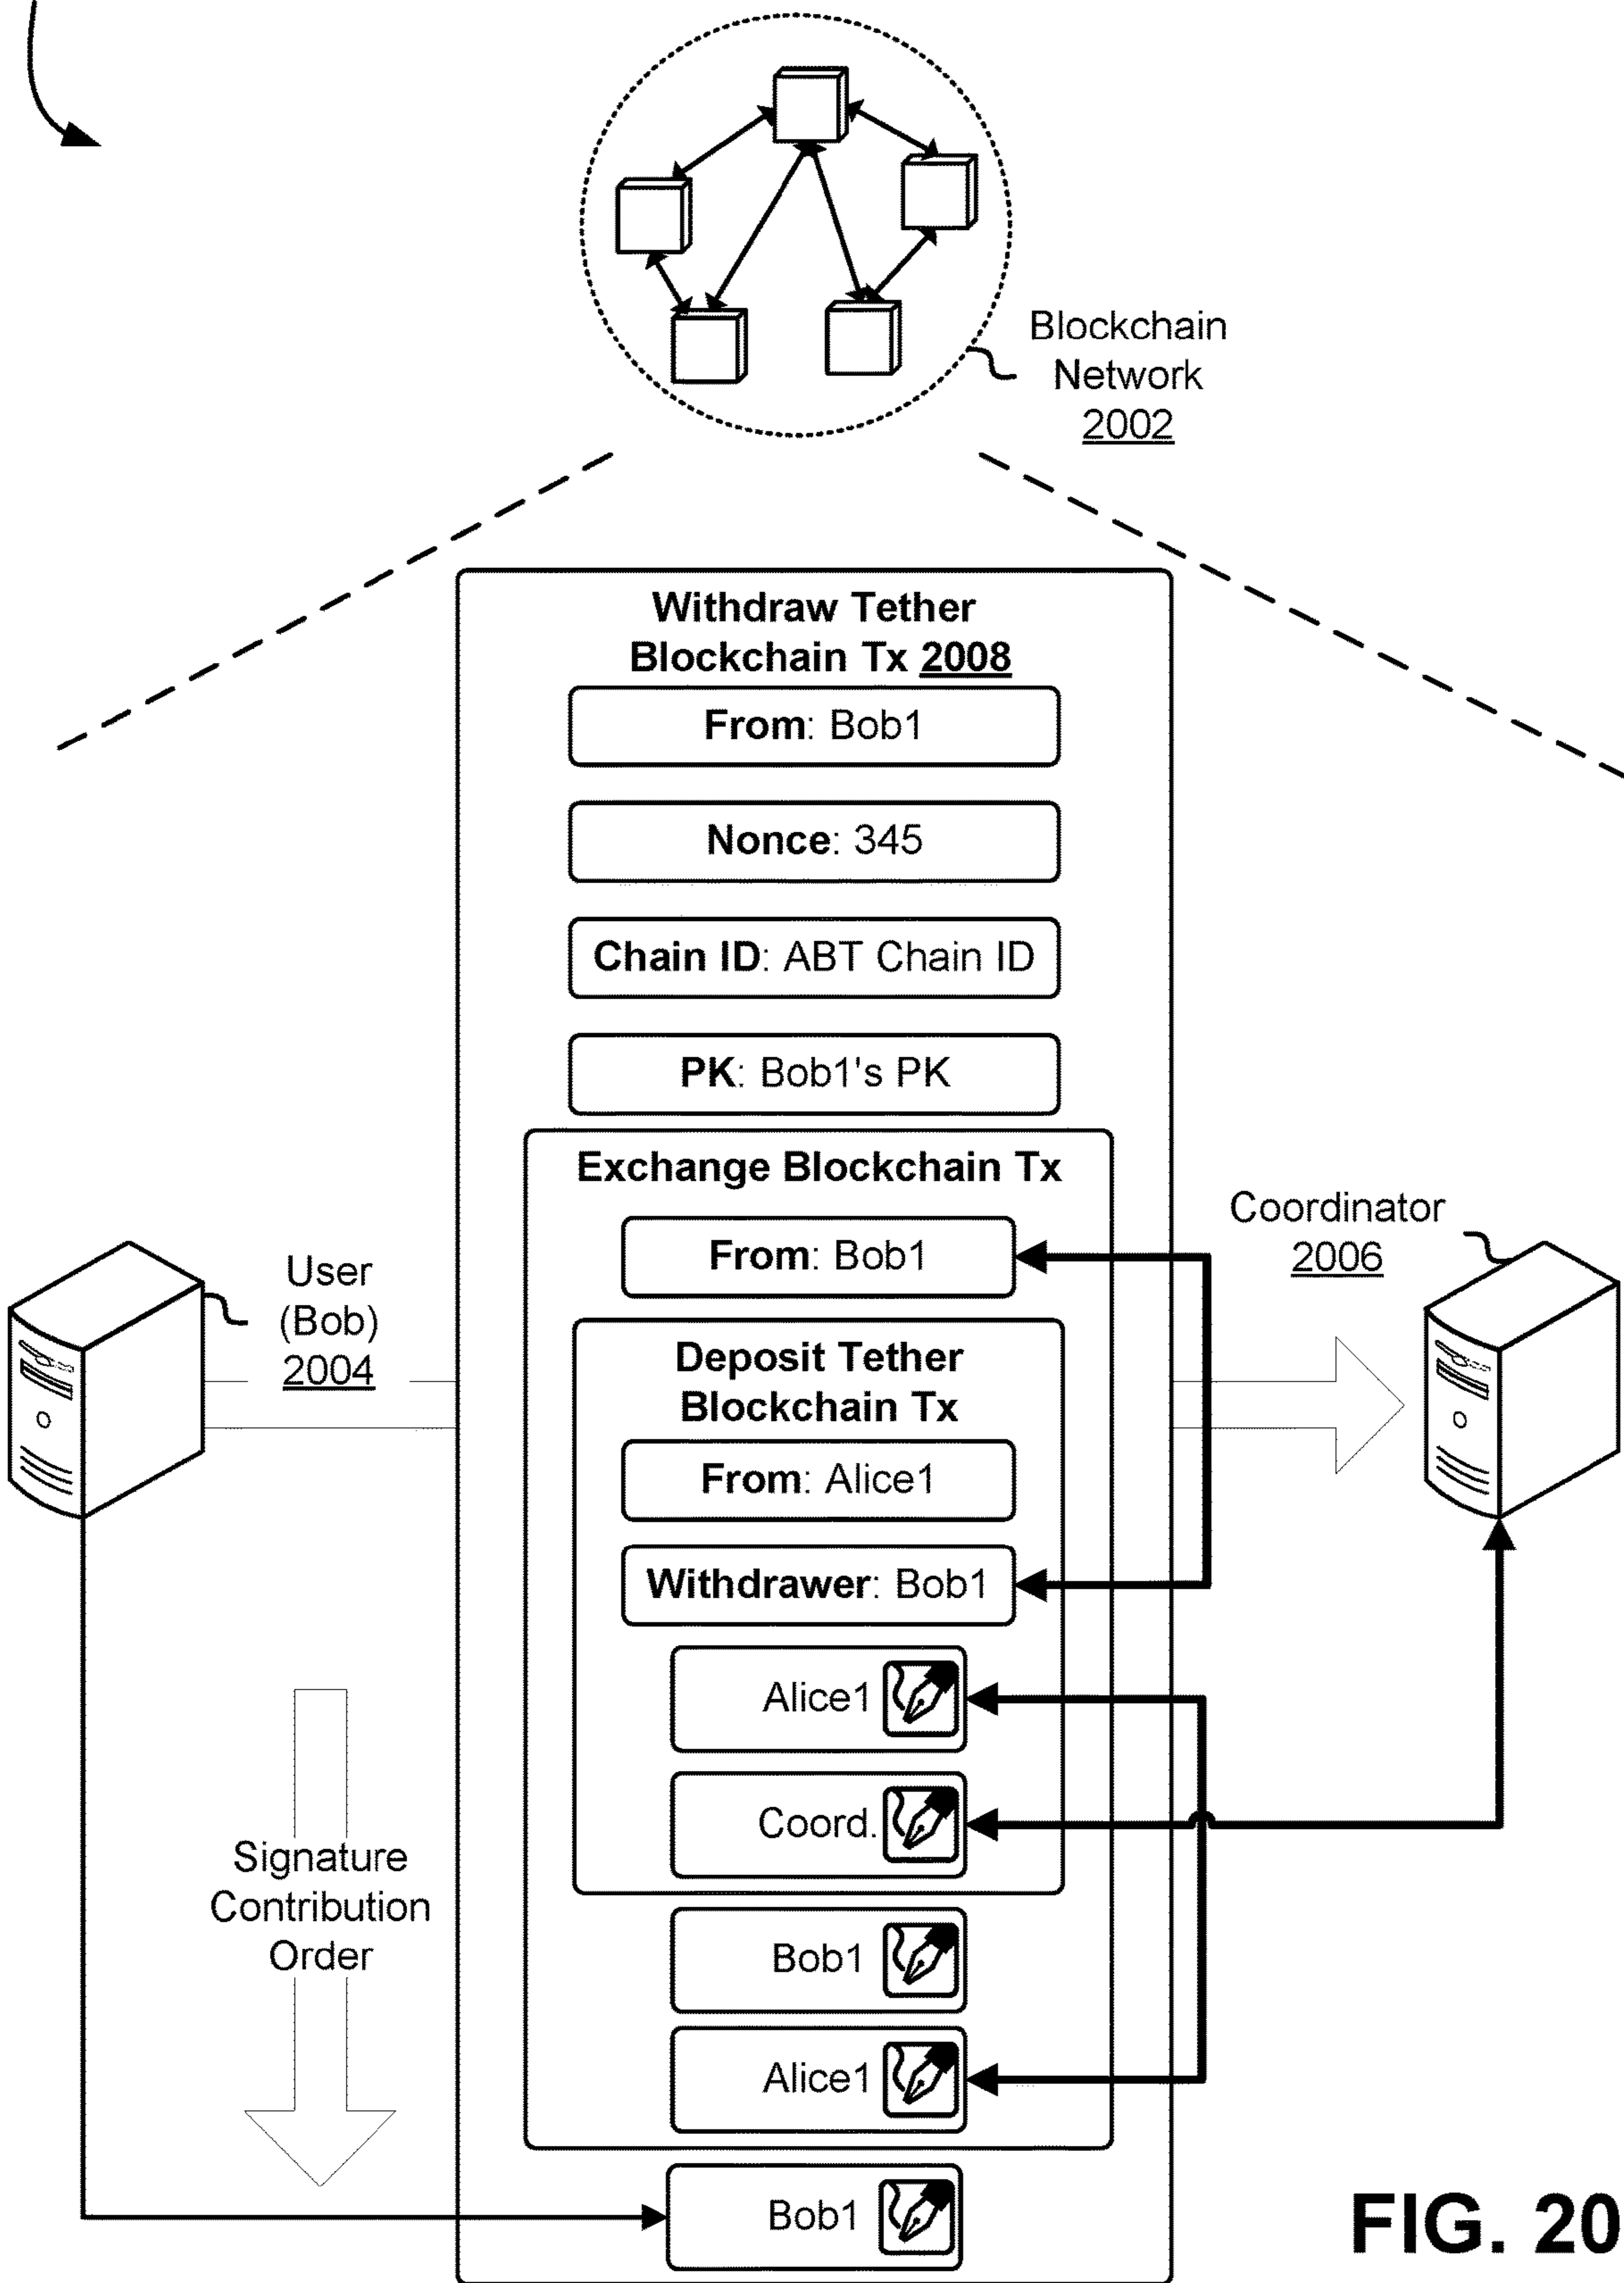 Blockchain
Network
2002
Withdraw Tether
Blockchain Tx 2008
From: Bob1
Nonce: 345
Chain ID: ABT Chain ID
PK: Bob1's PK
Exchange Blockchain Tx
From: Bob1
Coordinator
2006
User
(Bob)
2004
Deposit Tether
Blockchain Tx
From: Alice1
Withdrawer: Bob1
Alice1
Coord.
Signature
Contribution
Order
Bob1
Alice1
Bob1
FIG. 20